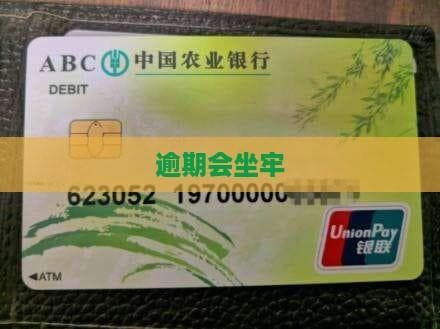 ABC 中国农业银行
DEBIT
逾期会坐牢
623052 19700000
UnionPay
银联
◄ATM